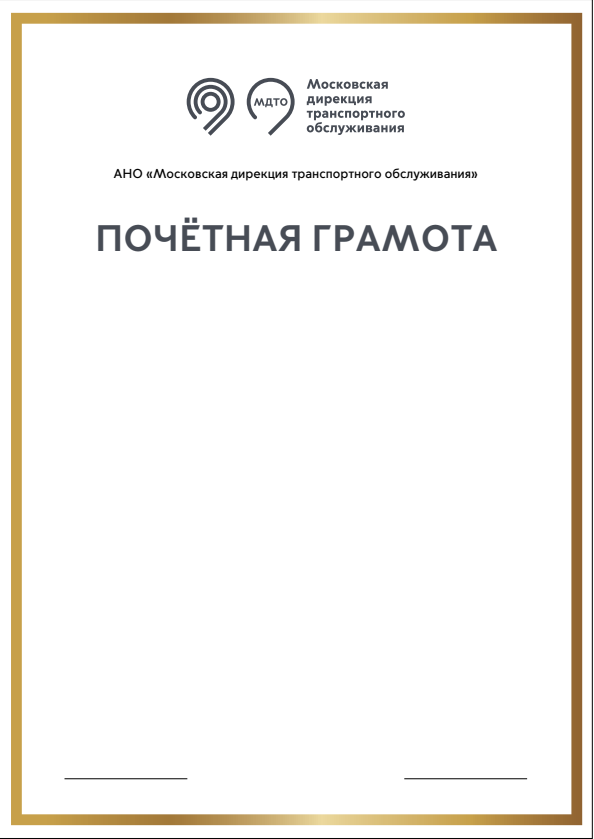 МДТО
Московская
дирекция
транспортного
обслуживания
АНО «Московская дирекция транспортного обслуживания»
ПОЧЁТНАЯ ГРАМОТА